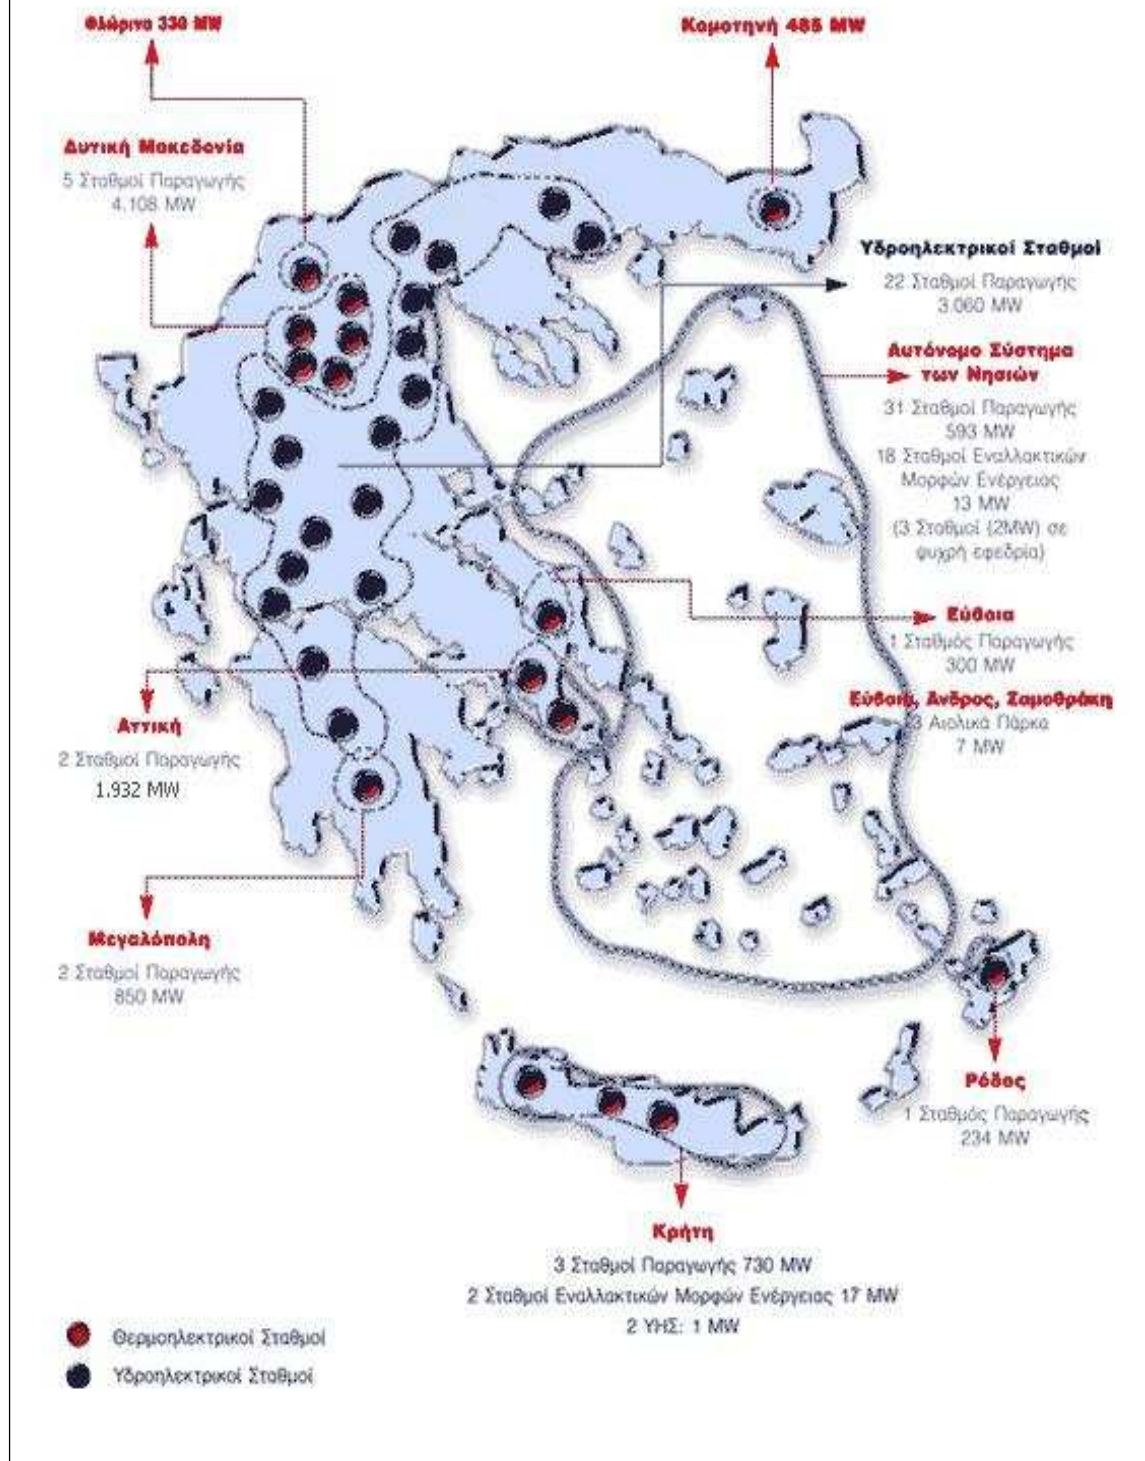 Φλώρινα 330 MW
Κομοτηνή 485 MW
Δυτική Μακεδονία
5 Σταθμοί Παραγωγής
4.108 MW
Υδροηλεκτρικοί Σταθμοί
22 Σταθμοί Παραγωγής
3.060 MW
Αυτόνομο Σύστημα
των Νησιών
31 Σταθμοί Παραγωγής
593 MW
18 Σταθμοί Εναλλακτικών
Μορφών Ενέργειας
13 MW
(3 Σταθμοί (2MW) σε
ψυχρή εφεδρία)
Εύβοια
1 Σταθμός Παραγωγής
300 MW
Εύβοια, Άνδρος, Σαμοθράκη
3 Αιολικά Πάρκα
7 MW
Αττική
2 Σταθμοί Παραγωγής
1.932 MW
Μεγαλόπολη
2 Σταθμοί Παραγωγής
850 MW
Ρόδος
1 Σταθμός Παραγωγής
234 MW
Κρήτη
3 Σταθμοί Παραγωγής 730 MW
2 Σταθμοί Εναλλακτικών Μορφών Ενέργειας 17 MW
2 ΥΗΣ: 1 MW
Θερμοηλεκτρικοί Σταθμοί
Υδροηλεκτρικοί Σταθμοί